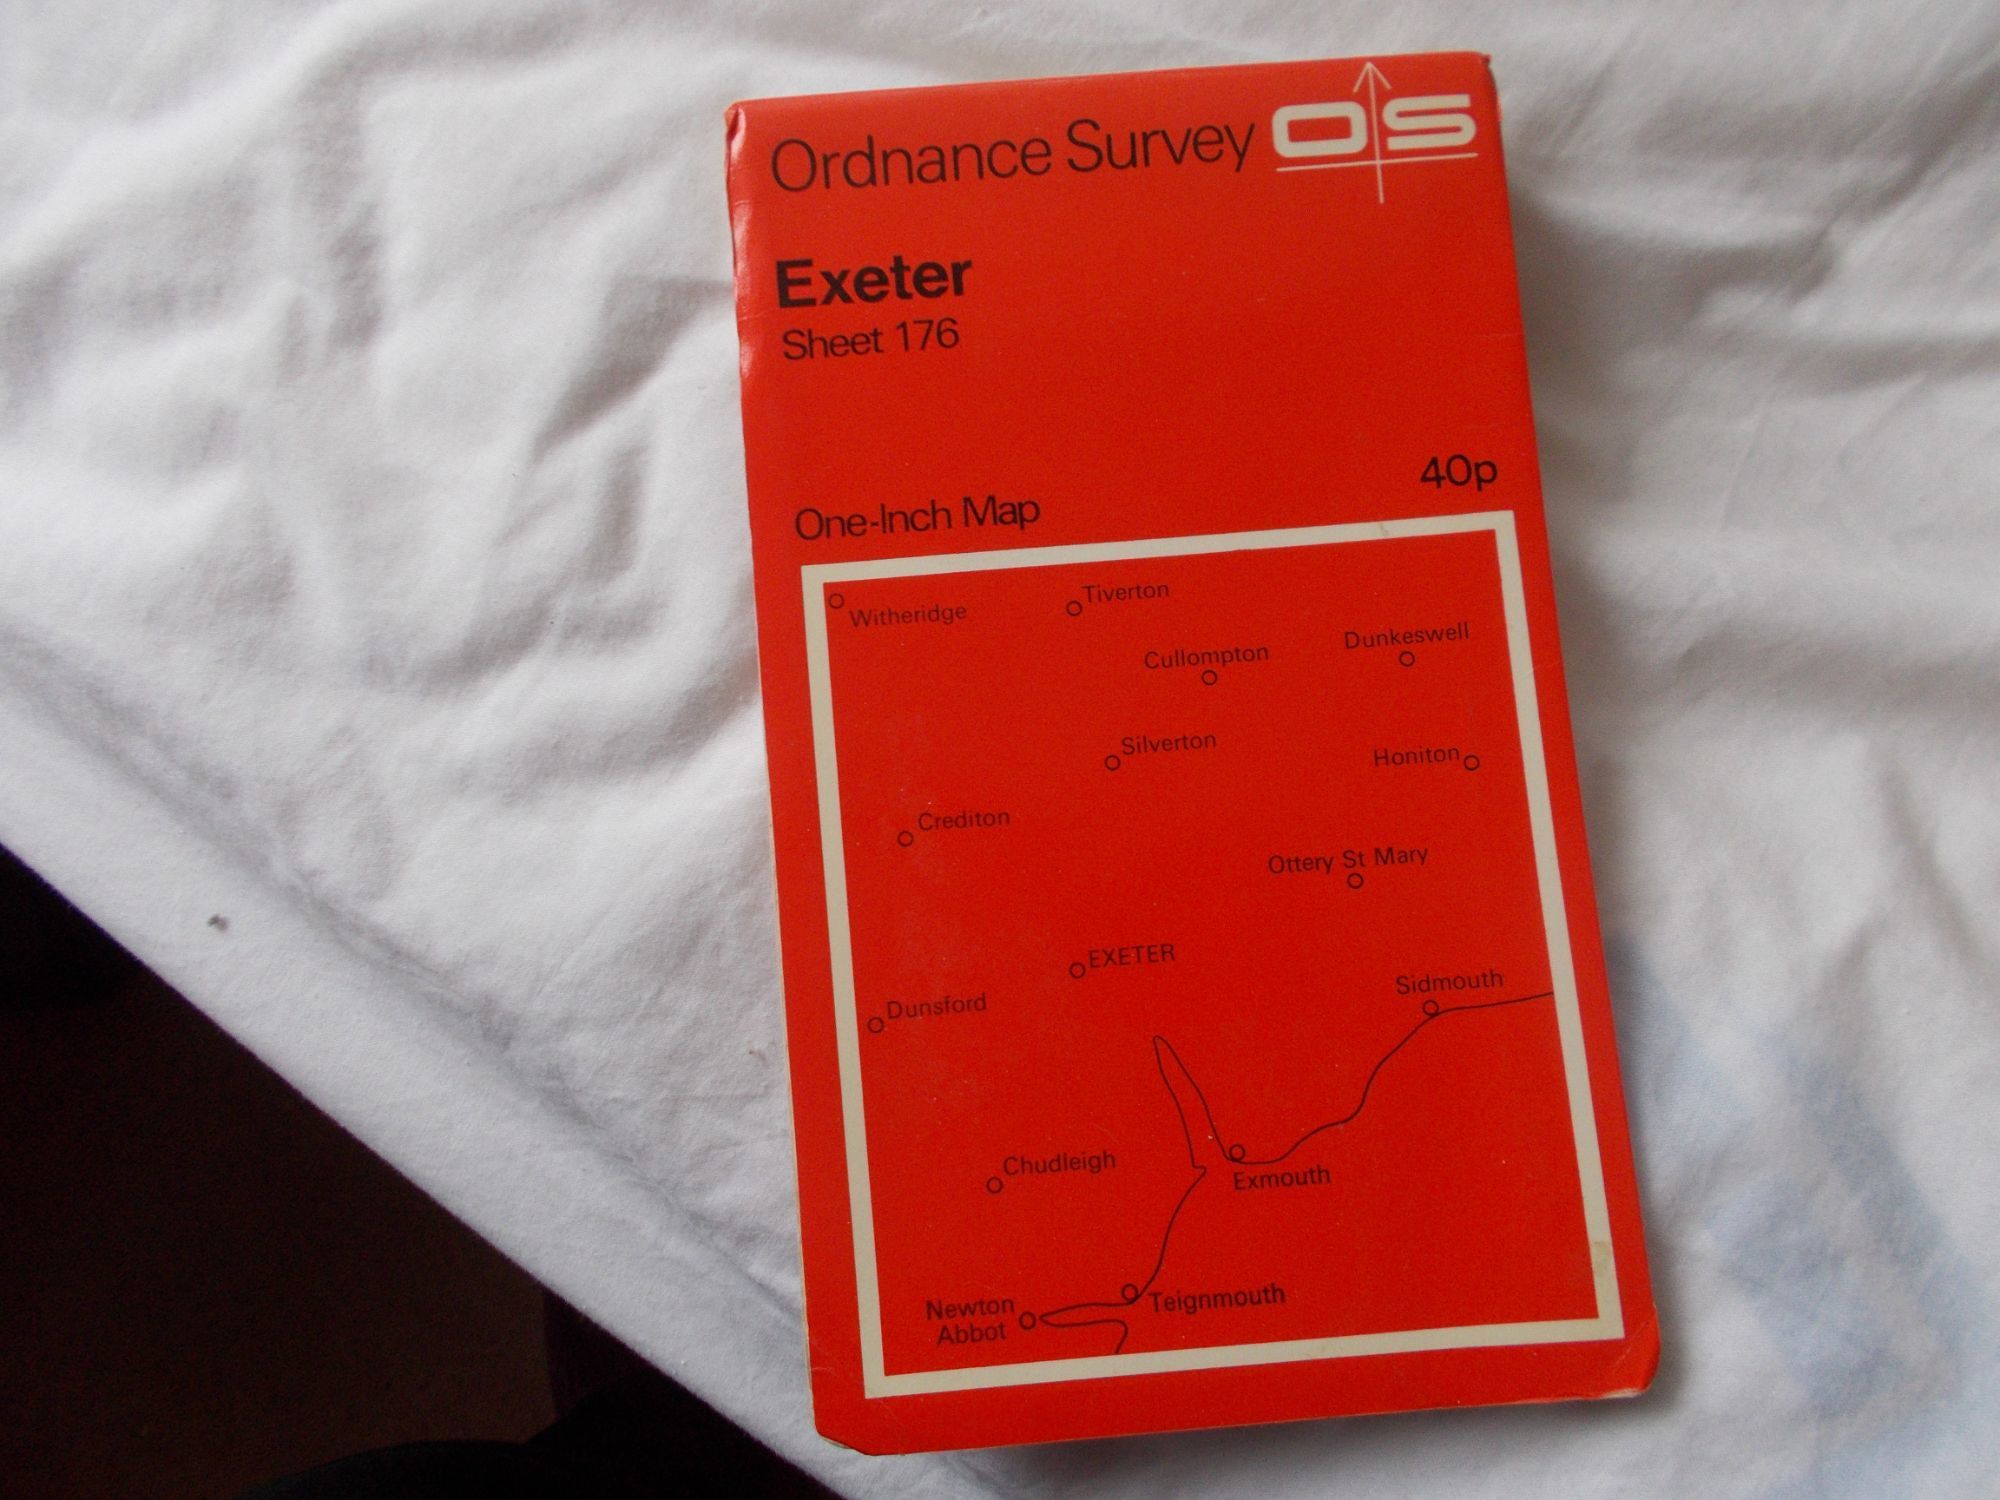 Ordnance Survey OS
Exeter
Sheet 176
40p
One-Inch Map
Witheridge
Tiverton
Cullompton
Dunkeswell
Silverton
Honiton
Crediton
Ottery St Mary
EXETER
Sidmouth
Dunsford
Chudleigh
Exmouth
Newton
Abbot
Teignmouth